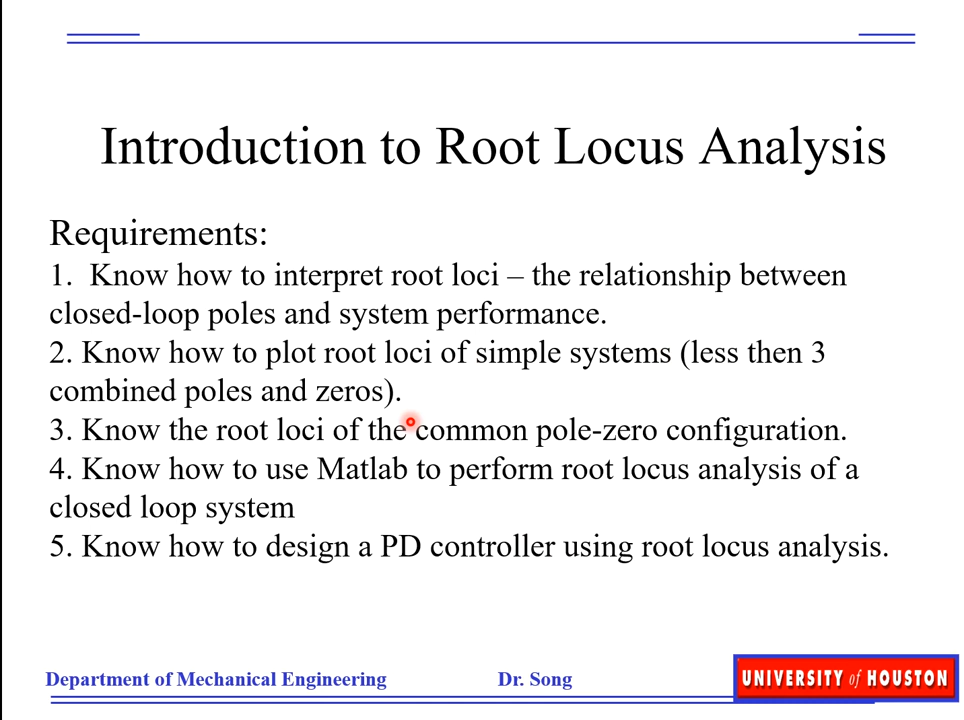 Introduction to Root Locus Analysis
Requirements:
1. Know how to interpret root loci – the relationship between
closed-loop poles and system performance.
2. Know how to plot root loci of simple systems (less then 3
combined poles and zeros).
3. Know the root loci of the common pole-zero configuration.
4. Know how to use Matlab to perform root locus analysis of a
closed loop system
5. Know how to design a PD controller using root locus analysis.
Department of Mechanical Engineering
Dr. Song
UNIVERSITY of HOUSTON